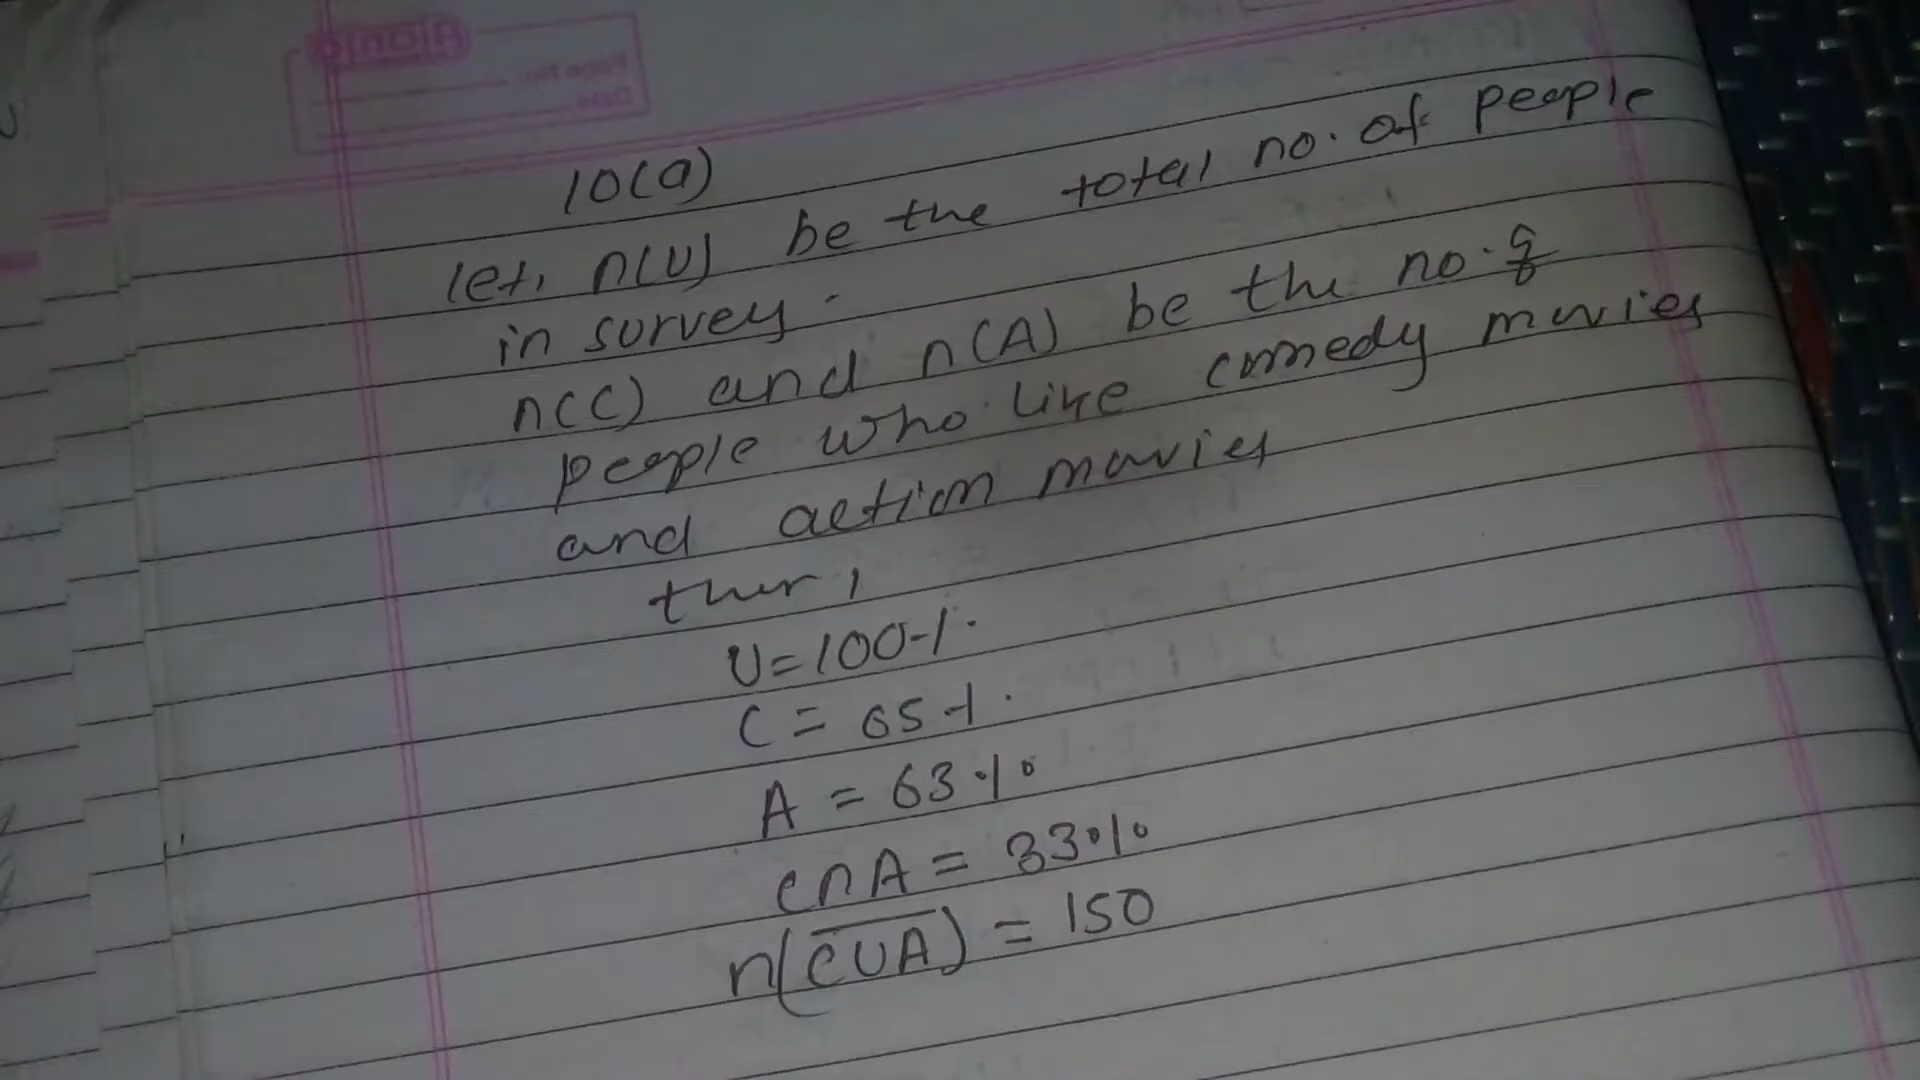 10(a)
let, n(U) be the total no. of people
in survey.
n(C) and n(A) be the no. of
people who like comedy movies
and action movies
then,
U = 100%
C = 65%
A = 63%
C∩A = 33%
n(\overline{C∪A}) = 150